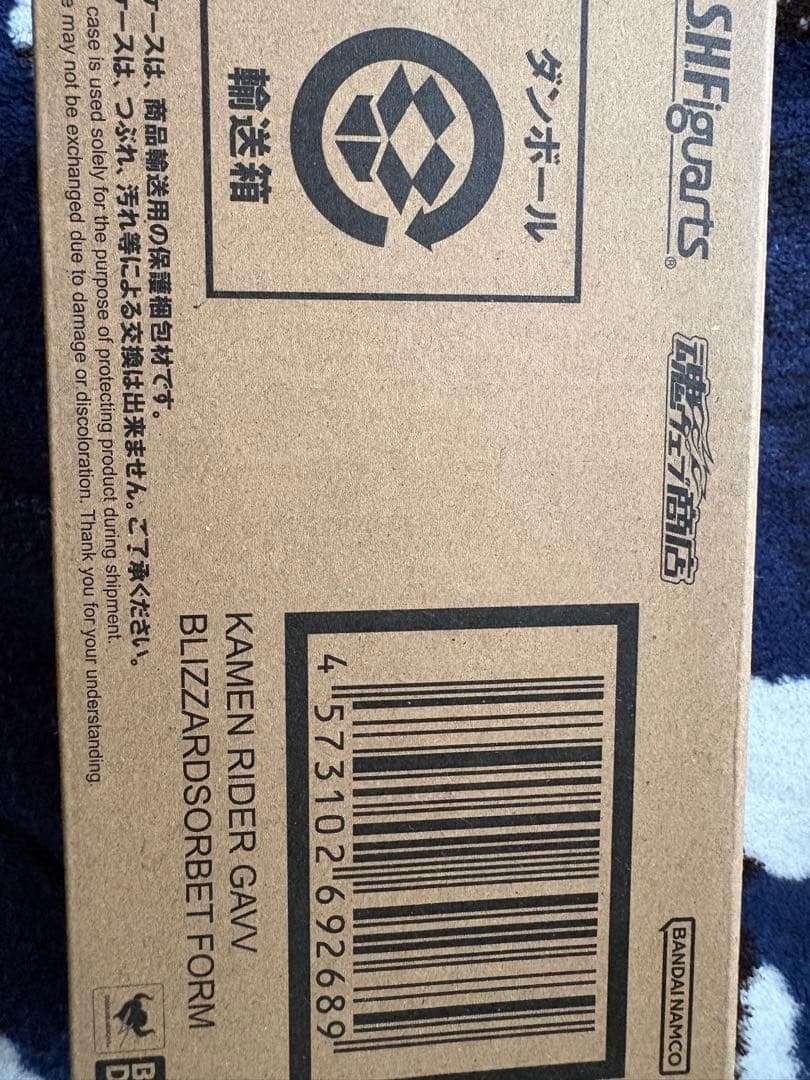 S.H.Figuarts®
魂ウェブ商店
BANDAI NAMCO
ダンボール
輸送箱
4 573102 692689
KAMEN RIDER GAVV
BLIZZARDSORBET FORM
ケースは、商品輸送用の保護梱包材です。
ケースは、つぶれ、汚れ等による交換は出来ません。ご了承ください。
case is used solely for the purpose of protecting product during shipment.
may not be exchanged due to damage or discoloration. Thank you for your understanding.